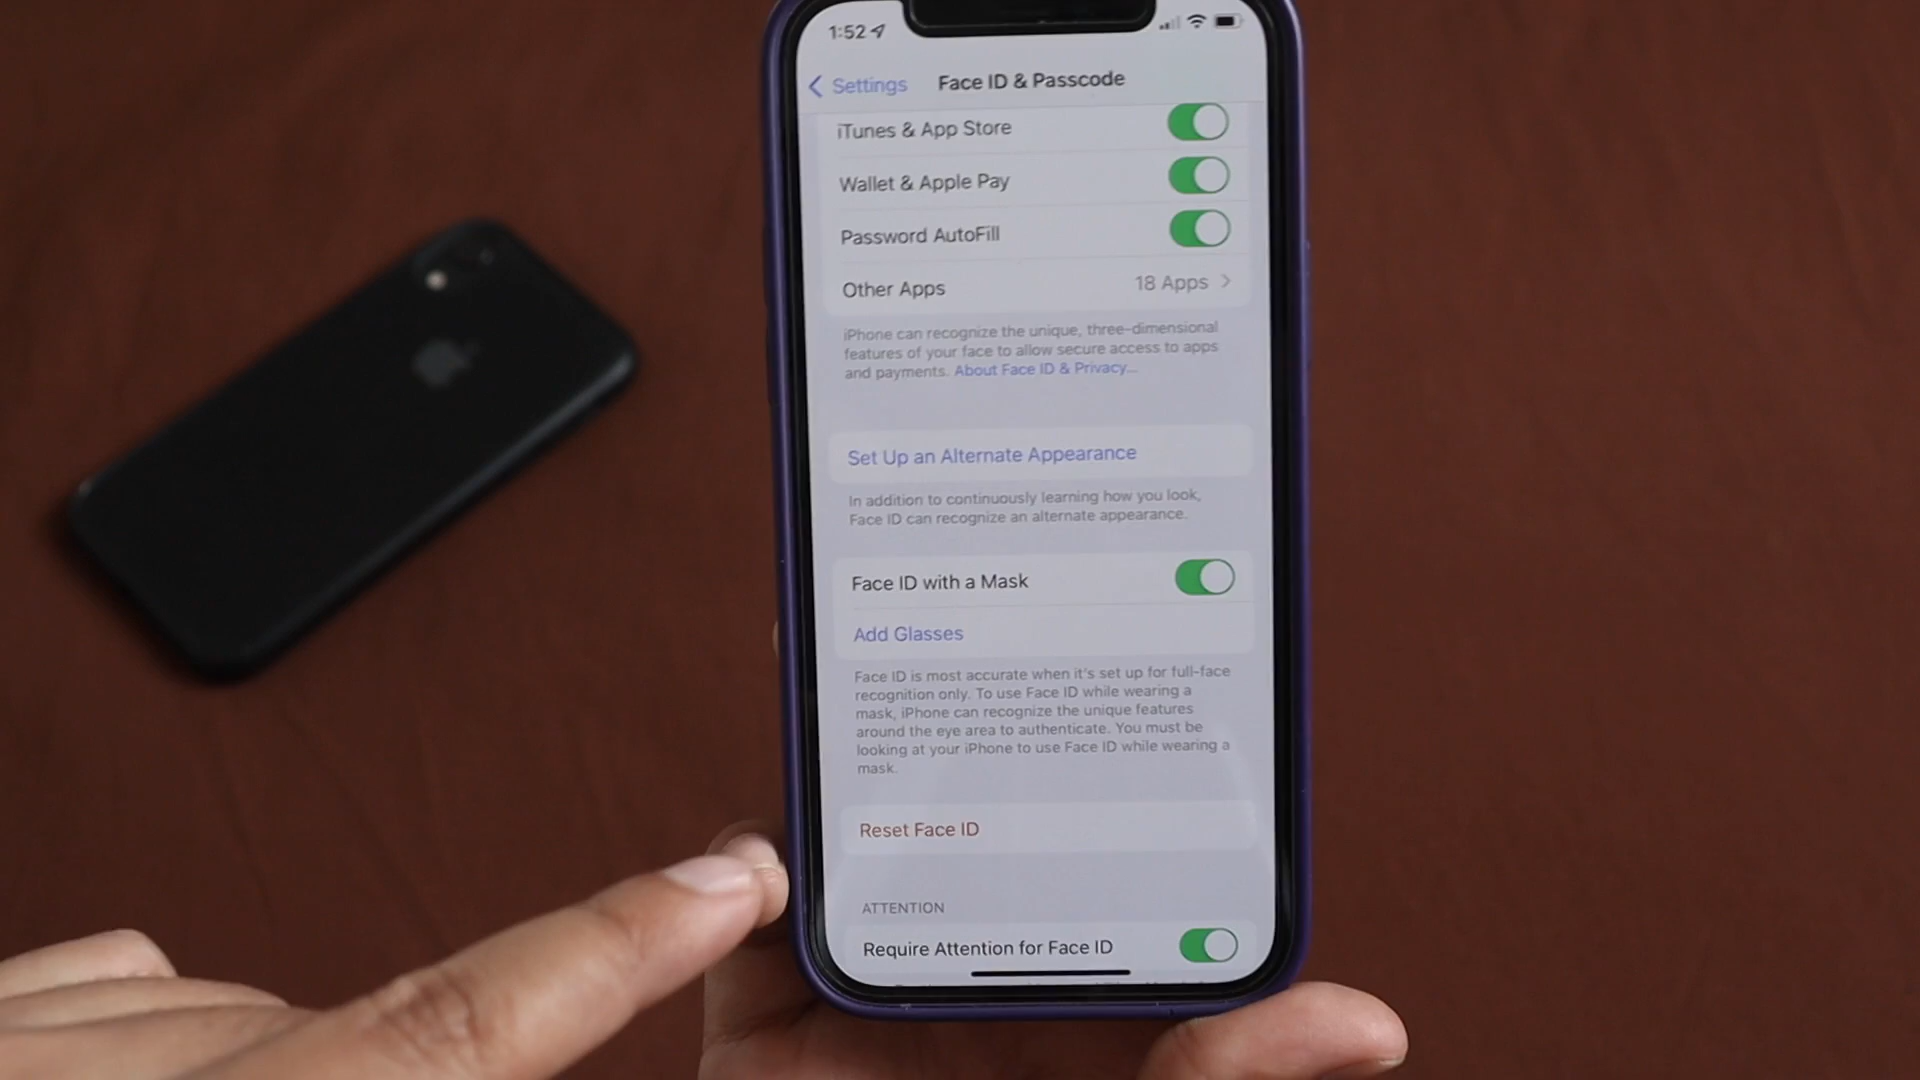 1:52
Settings
Face ID & Passcode
iTunes & App Store
Wallet & Apple Pay
Password AutoFill
Other Apps
18 Apps
iPhone can recognize the unique, three-dimensional
features of your face to allow secure access to apps
and payments. About Face ID & Privacy...
Set Up an Alternate Appearance
In addition to continuously learning how you look,
Face ID can recognize an alternate appearance.
Face ID with a Mask
Add Glasses
Face ID is most accurate when it's set up for full-face
recognition only. To use Face ID while wearing a
mask, iPhone can recognize the unique features
around the eye area to authenticate. You must be
looking at your iPhone to use Face ID while wearing a
mask.
Reset Face ID
ATTENTION
Require Attention for Face ID